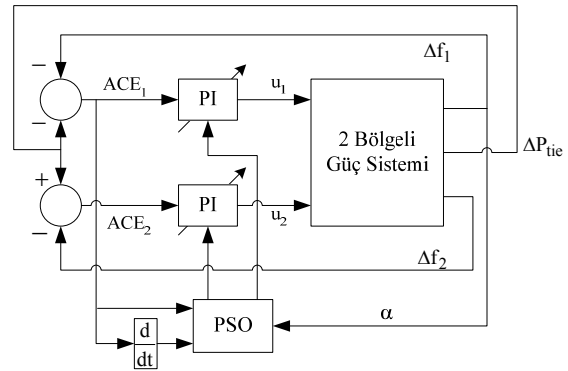 Δf₁
−
ACE₁
PI
u₁
−
2 Bölgeli
Güç Sistemi
ΔPtie
+
ACE₂
PI
u₂
−
Δf₂
α
PSO
d
dt